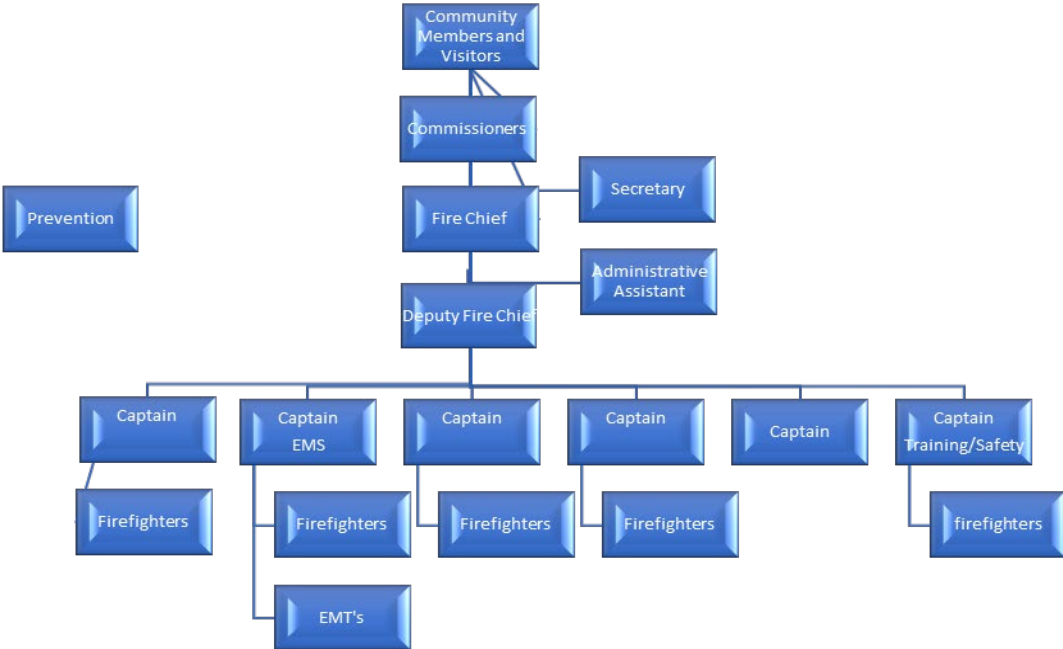 Community
Members and
Visitors
Commissioners
Secretary
Prevention
Fire Chief
Administrative
Assistant
Deputy Fire Chief
Captain
Captain
EMS
Captain
Captain
Captain
Captain
Training/Safety
Firefighters
Firefighters
Firefighters
Firefighters
firefighters
EMT's